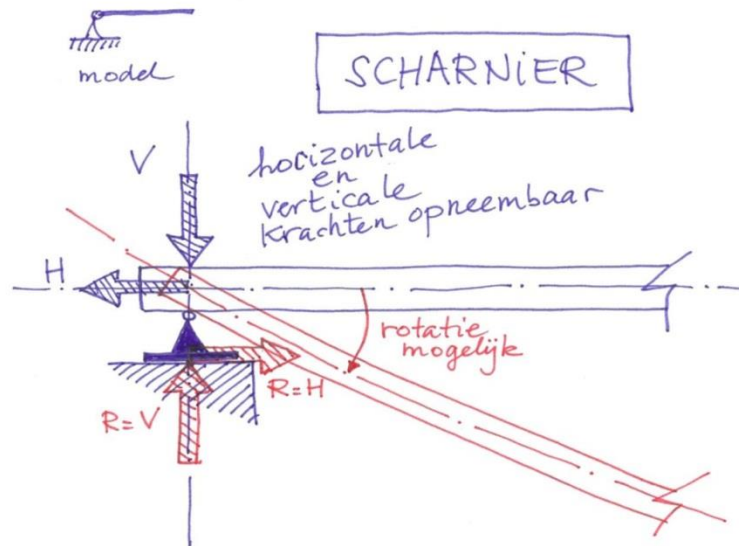 model
SCHARNIER
V
horizontale
en
verticale
krachten opneembaar
H
rotatie
mogelijk
R=H
R=V